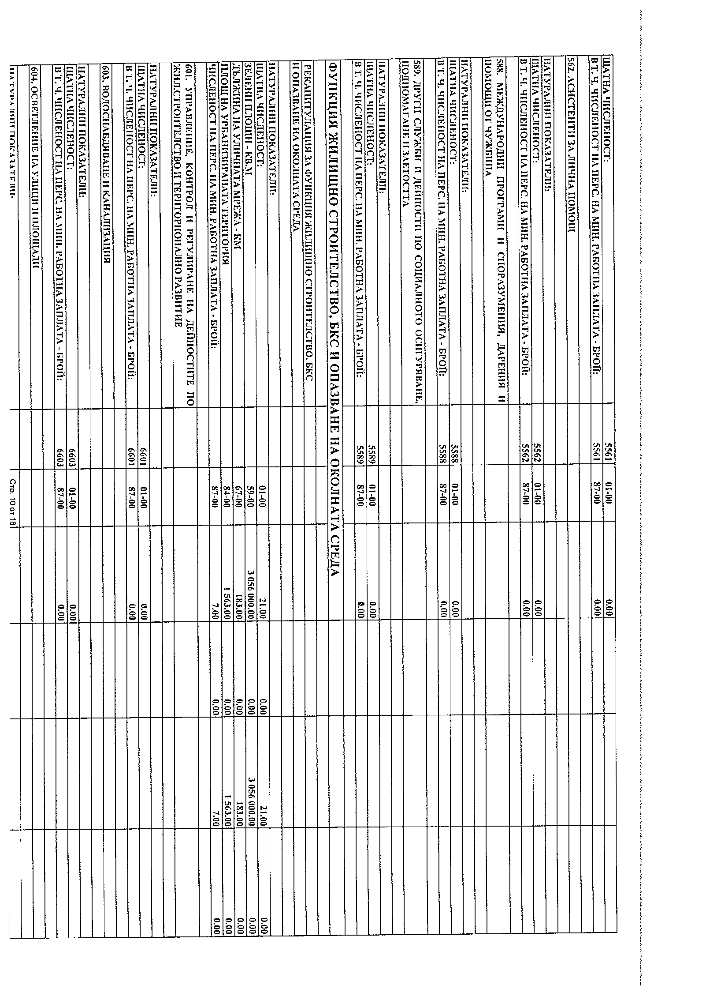 ЩАТНА ЧИСЛЕНОСТ: 5561 01-00 0.00
В Т. Ч. ЧИСЛЕНОСТ НА ПЕРС. НА МИН. РАБОТНА ЗАПЛАТА - БРОЙ: 5561 87-00 0.00
562. АСИСТЕНТИ ЗА ЛИЧНА ПОМОЩ
НАТУРАЛНИ ПОКАЗАТЕЛИ:
ЩАТНА ЧИСЛЕНОСТ: 5562 01-00 0.00
В Т. Ч. ЧИСЛЕНОСТ НА ПЕРС. НА МИН. РАБОТНА ЗАПЛАТА - БРОЙ: 5562 87-00 0.00
588. МЕЖДУНАРОДНИ ПРОГРАМИ И СПОРАЗУМЕНИЯ, ДАРЕНИЯ И
ПОМОЩИ ОТ ЧУЖБИНА
НАТУРАЛНИ ПОКАЗАТЕЛИ:
ЩАТНА ЧИСЛЕНОСТ: 5588 01-00 0.00
В Т. Ч. ЧИСЛЕНОСТ НА ПЕРС. НА МИН. РАБОТНА ЗАПЛАТА - БРОЙ: 5588 87-00 0.00
589. ДРУГИ СЛУЖБИ И ДЕЙНОСТИ ПО СОЦИАЛНОТО ОСИГУРЯВАНЕ,
ПОДПОМАГАНЕ И ЗАЕТОСТТА
НАТУРАЛНИ ПОКАЗАТЕЛИ:
ЩАТНА ЧИСЛЕНОСТ: 5589 01-00 0.00
В Т. Ч. ЧИСЛЕНОСТ НА ПЕРС. НА МИН. РАБОТНА ЗАПЛАТА - БРОЙ: 5589 87-00 0.00
ФУНКЦИЯ ЖИЛИЩНО СТРОИТЕЛСТВО, БКС И ОПАЗВАНЕ НА ОКОЛНАТА СРЕДА
РЕКАПИТУЛАЦИЯ ЗА ФУНКЦИЯ ЖИЛИЩНО СТРОИТЕЛСТВО, БКС
И ОПАЗВАНЕ НА ОКОЛНАТА СРЕДА
НАТУРАЛНИ ПОКАЗАТЕЛИ:
ЩАТНА ЧИСЛЕНОСТ: 01-00 21.00 0.00 21.00 0.00
ЗЕЛЕНИ ПЛОЩИ - КВ.М 59-00 3 056 000.00 0.00 3 056 000.00 0.00
ДЪЛЖИНА НА УЛИЧНАТА МРЕЖА - КМ 67-00 183.00 0.00 183.00 0.00
ПЛОЩ НА УРБАНИЗИРАНАТА ТЕРИТОРИЯ 84-00 1 563.00 0.00 1 563.00 0.00
ЧИСЛЕНОСТ НА ПЕРС. НА МИН. РАБОТНА ЗАПЛАТА - БРОЙ: 87-00 7.00 0.00 7.00 0.00
601. УПРАВЛЕНИЕ, КОНТРОЛ И РЕГУЛИРАНЕ НА ДЕЙНОСТИТЕ ПО
ЖИЛ.СТРОИТЕЛСТВО И ТЕРИТОРИОНАЛНО РАЗВИТИЕ
НАТУРАЛНИ ПОКАЗАТЕЛИ:
ЩАТНА ЧИСЛЕНОСТ: 6601 01-00 0.00
В Т. Ч. ЧИСЛЕНОСТ НА ПЕРС. НА МИН. РАБОТНА ЗАПЛАТА - БРОЙ: 6601 87-00 0.00
603. ВОДОСНАБДЯВАНЕ И КАНАЛИЗАЦИЯ
НАТУРАЛНИ ПОКАЗАТЕЛИ:
ЩАТНА ЧИСЛЕНОСТ: 6603 01-00 0.00
В Т. Ч. ЧИСЛЕНОСТ НА ПЕРС. НА МИН. РАБОТНА ЗАПЛАТА - БРОЙ: 6603 87-00 0.00
604. ОСВЕТЛЕНИЕ НА УЛИЦИ И ПЛОЩАДИ
НАТУРАЛНИ ПОКАЗАТЕЛИ:
Стр. 10 от 18